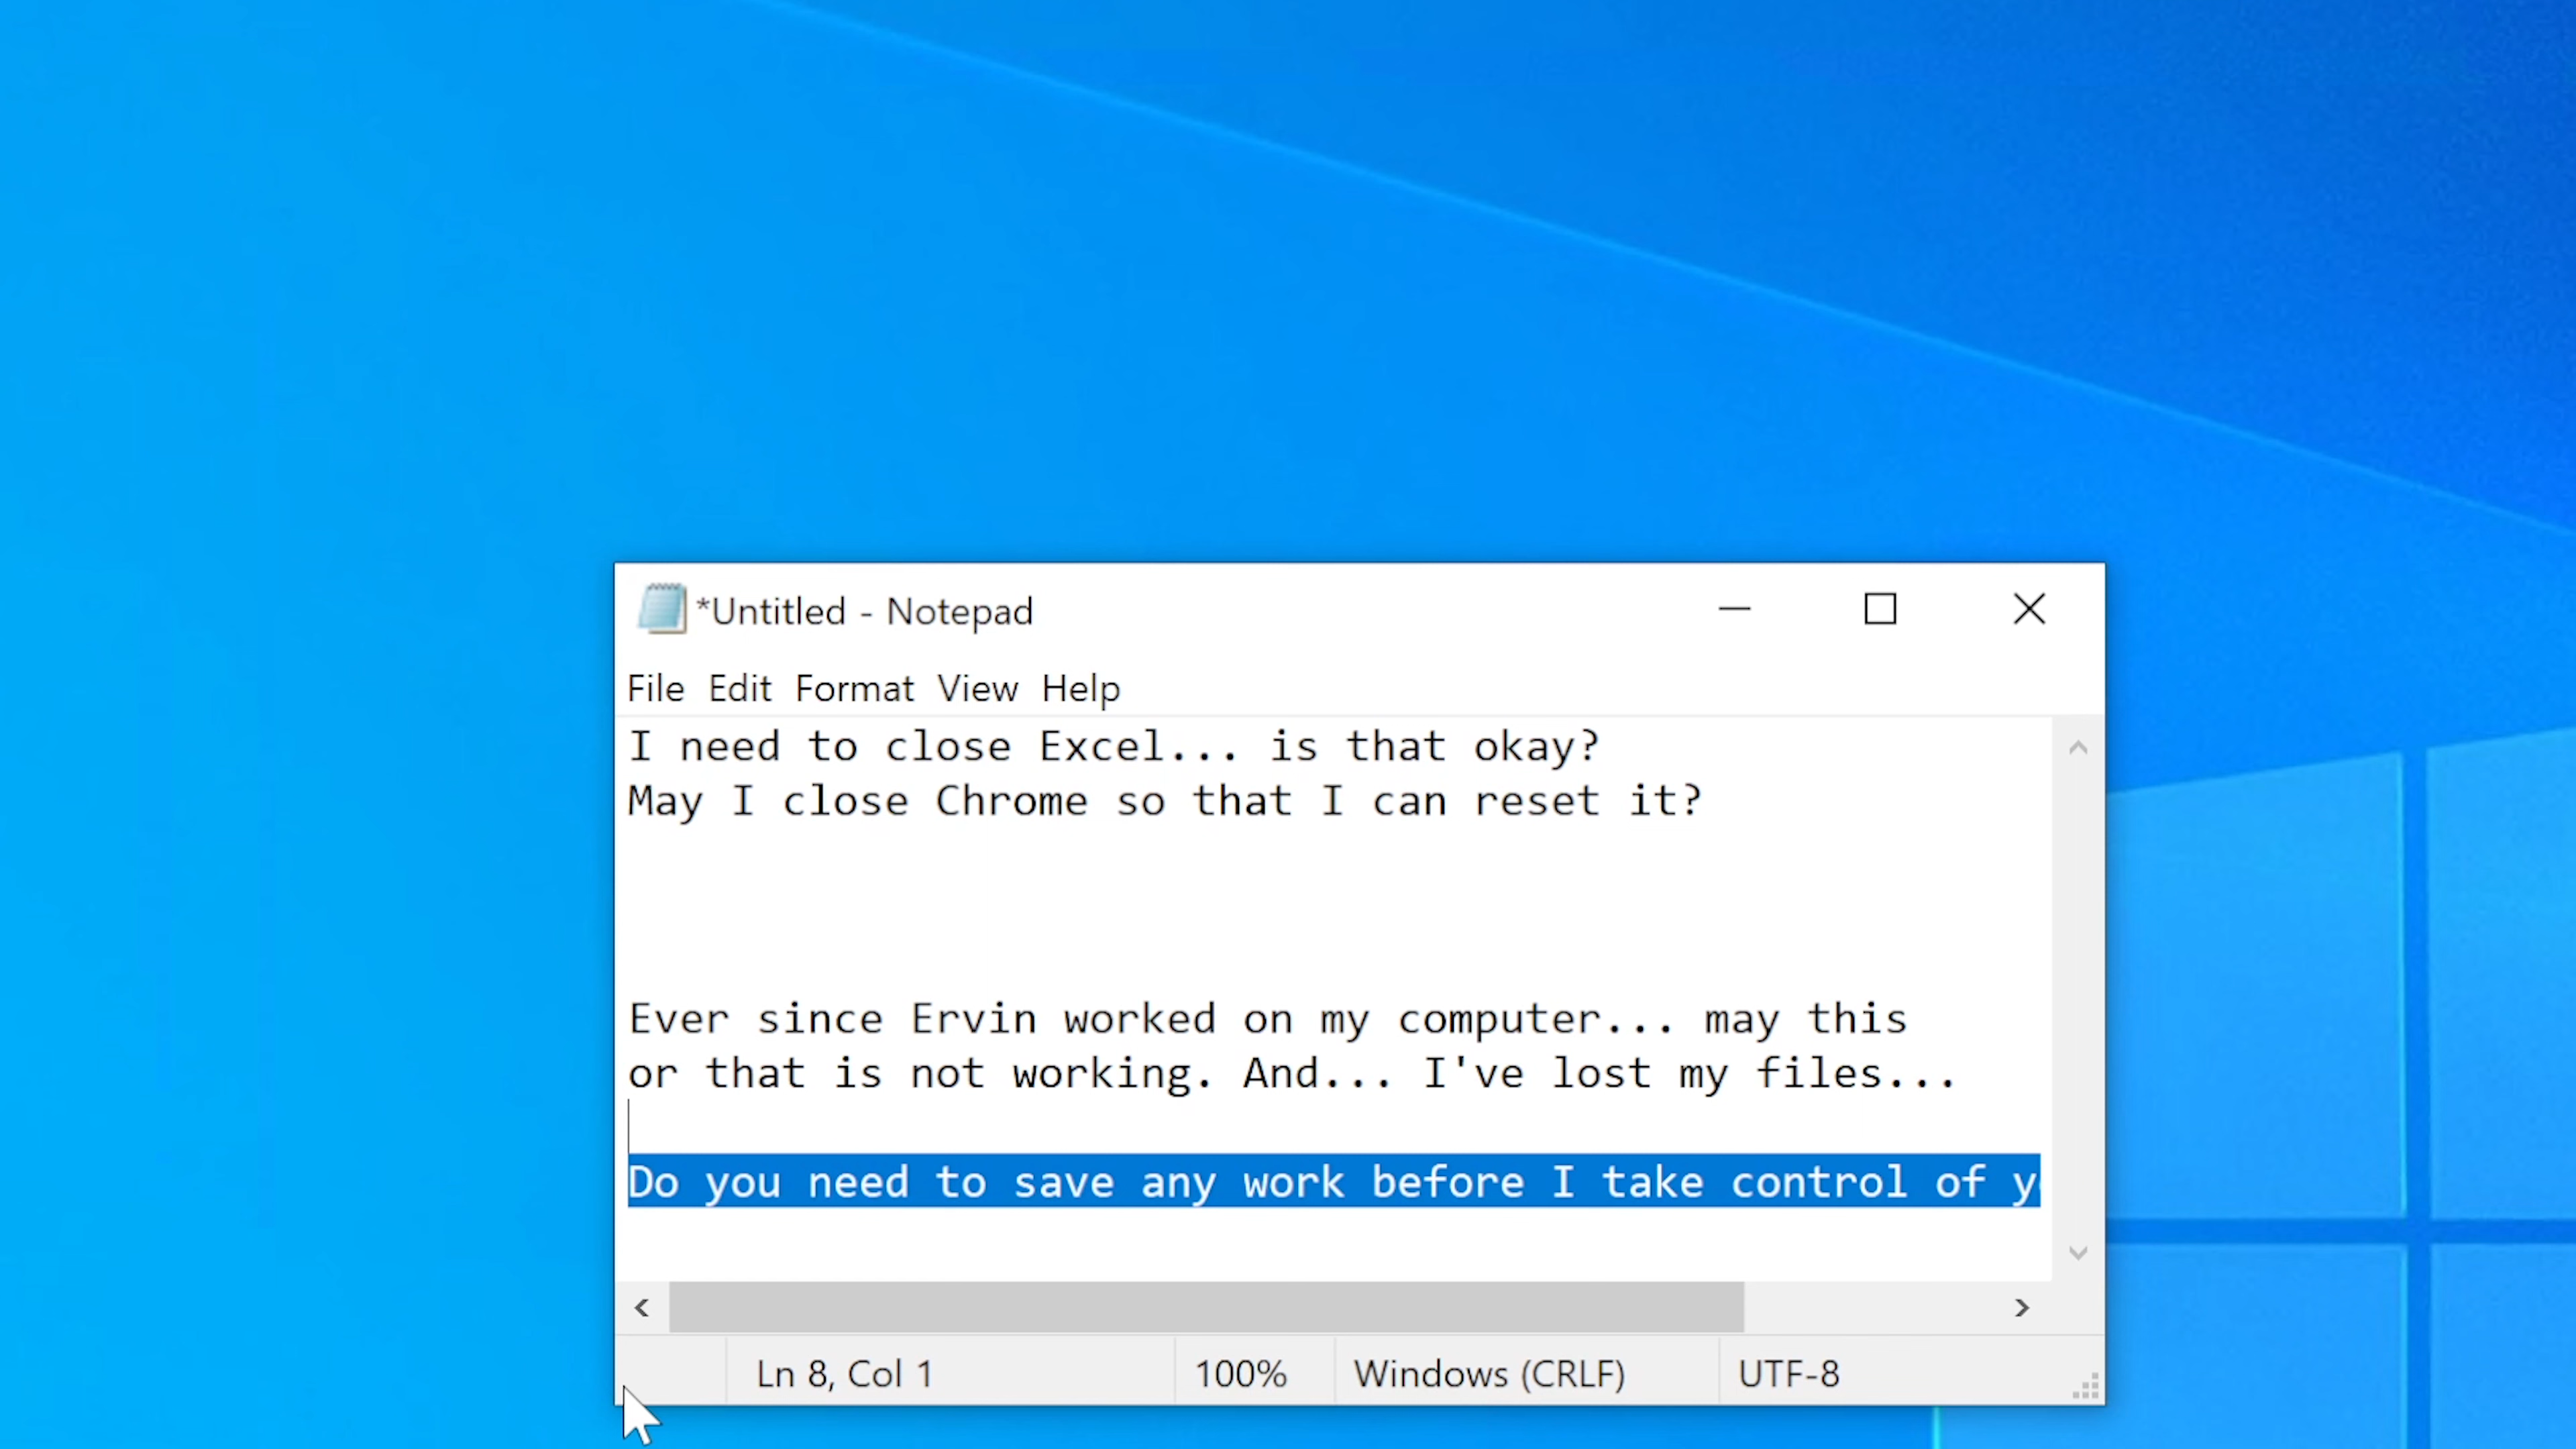 *Untitled - Notepad
File Edit Format View Help
I need to close Excel... is that okay?
May I close Chrome so that I can reset it?
Ever since Ervin worked on my computer... may this
or that is not working. And... I've lost my files...
Do you need to save any work before I take control of
Ln 8, Col 1 100% Windows (CRLF) UTF-8